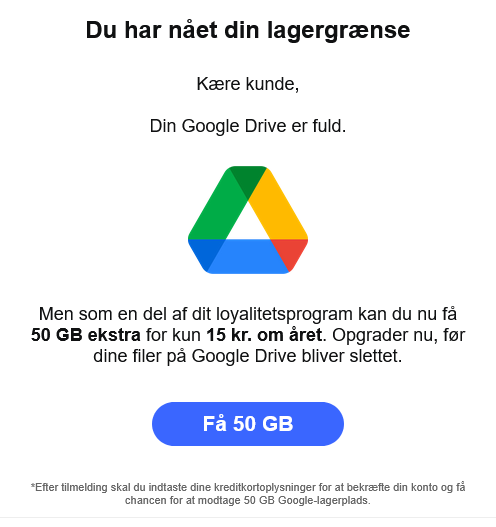 Du har nået din lagergrænse
Kære kunde,
Din Google Drive er fuld.
Men som en del af dit loyalitetsprogram kan du nu få
50 GB ekstra for kun 15 kr. om året. Opgrader nu, før
dine filer på Google Drive bliver slettet.
Få 50 GB
*Efter tilmelding skal du indtaste dine kreditkortoplysninger for at bekræfte din konto og få
chancen for at modtage 50 GB Google-lagerplads.